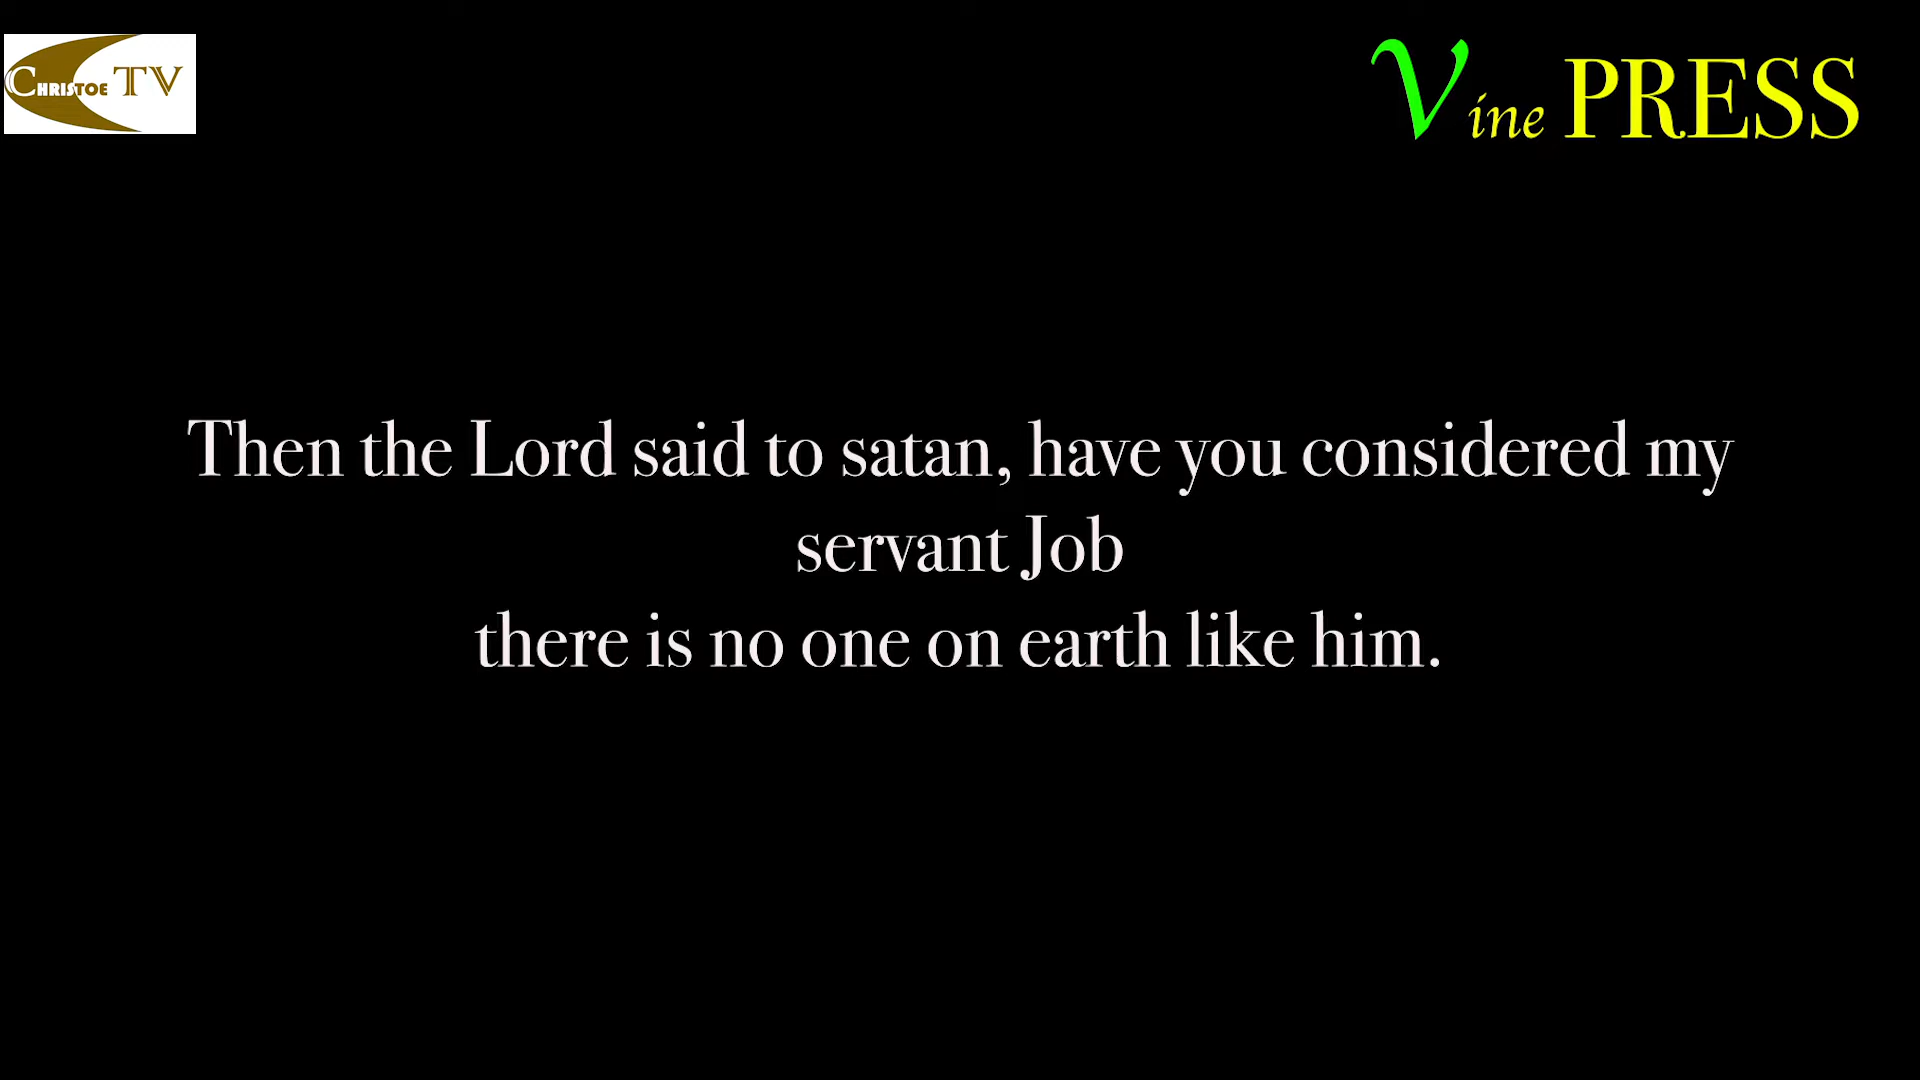 CHRISTOE TV
Vine PRESS
Then the Lord said to satan, have you considered my
servant Job
there is no one on earth like him.